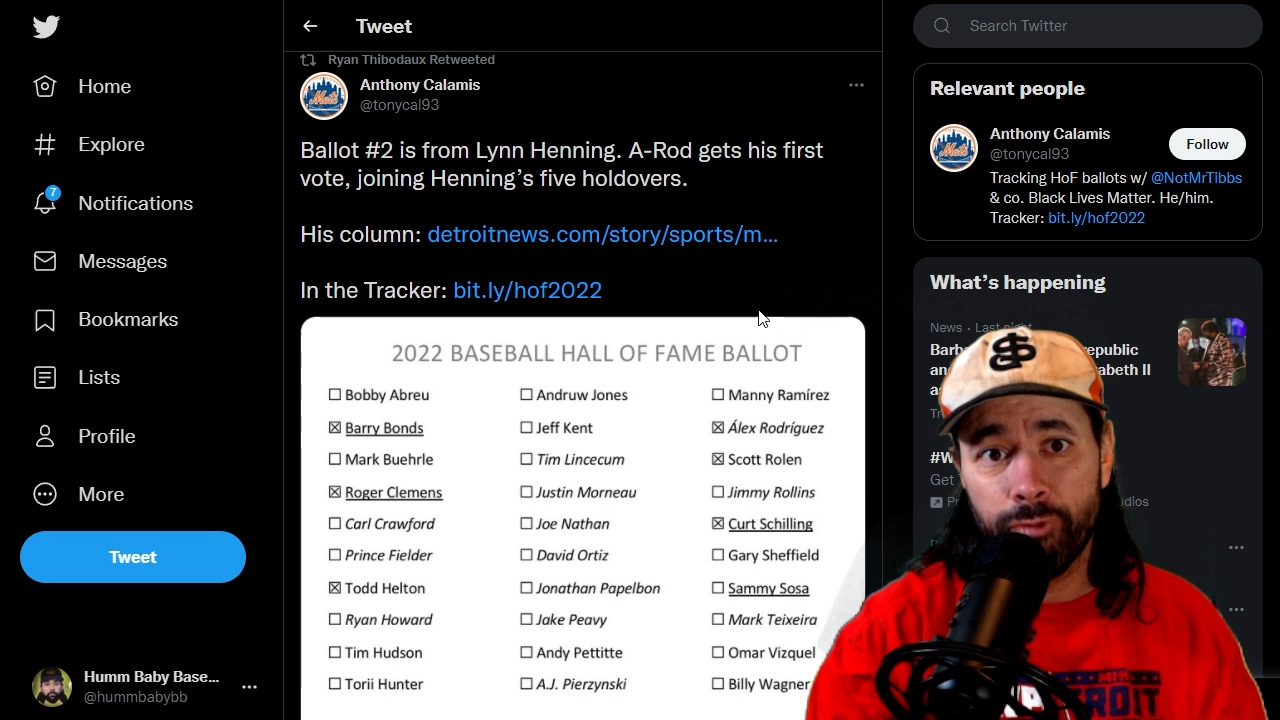 Home
Explore
7
Notifications
Messages
Bookmarks
Lists
Profile
More
Tweet
Humm Baby Base...
@hummbabybb
Tweet
Ryan Thibodaux Retweeted
Anthony Calamis
@tonycal93
Ballot #2 is from Lynn Henning. A-Rod gets his first
vote, joining Henning’s five holdovers.
His column: detroitnews.com/story/sports/m...
In the Tracker: bit.ly/hof2022
2022 BASEBALL HALL OF FAME BALLOT
☐ Bobby Abreu
☒ Barry Bonds
☐ Mark Buehrle
☒ Roger Clemens
☐ Carl Crawford
☐ Prince Fielder
☒ Todd Helton
☐ Ryan Howard
☐ Tim Hudson
☐ Torii Hunter
☐ Andruw Jones
☐ Jeff Kent
☐ Tim Lincecum
☐ Justin Morneau
☐ Joe Nathan
☐ David Ortiz
☐ Jonathan Papelbon
☐ Jake Peavy
☐ Andy Pettitte
☐ A.J. Pierzynski
☐ Manny Ramírez
☒ Álex Rodríguez
☒ Scott Rolen
☐ Jimmy Rollins
☒ Curt Schilling
☐ Gary Sheffield
☐ Sammy Sosa
☐ Mark Teixeira
☐ Omar Vizquel
☐ Billy Wagner
Search Twitter
Relevant people
Anthony Calamis
@tonycal93
Follow
Tracking HoF ballots w/ @NotMrTibbs
& co. Black Lives Matter. He/him.
Tracker: bit.ly/hof2022
What’s happening
News · Last night
republic
Get